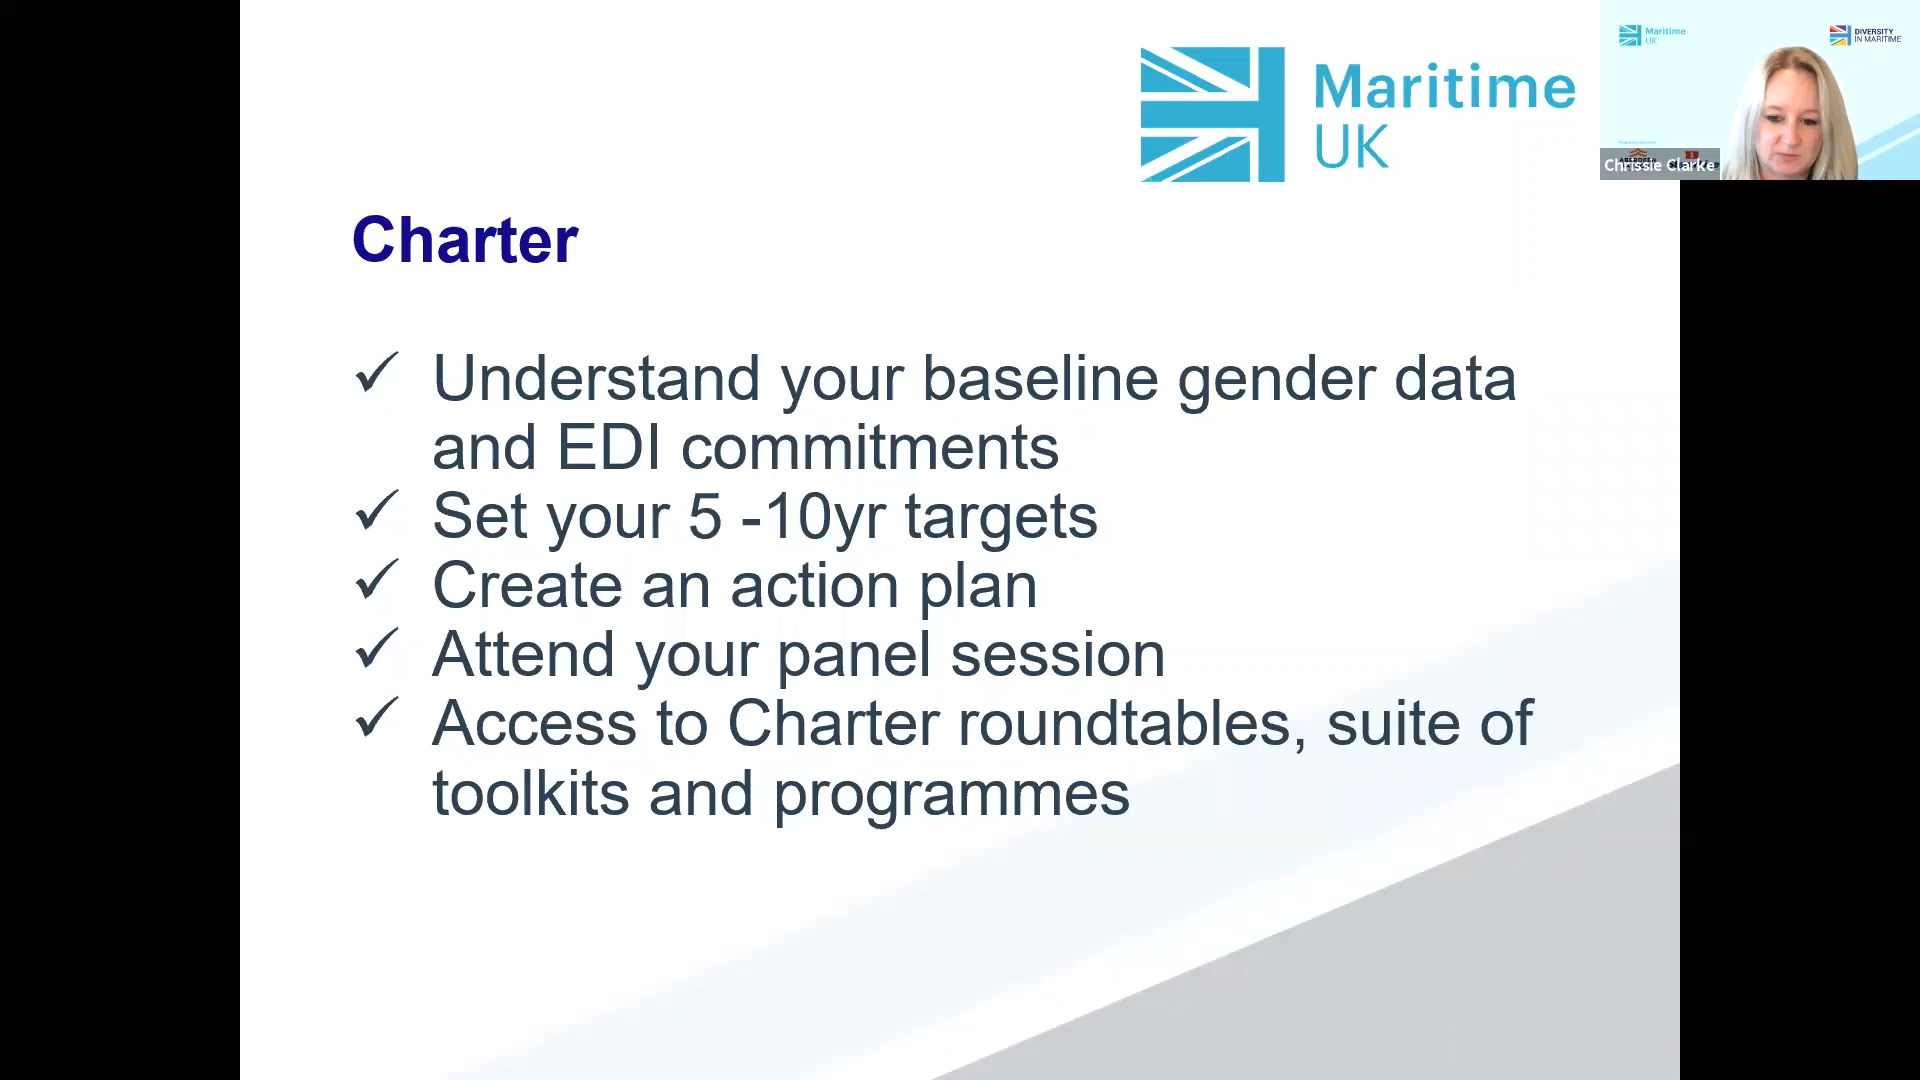 Maritime
UK
Maritime
UK
DIVERSITY
IN MARITIME
Chrissie Clarke
Charter
✓ Understand your baseline gender data
and EDI commitments
✓ Set your 5 -10yr targets
✓ Create an action plan
✓ Attend your panel session
✓ Access to Charter roundtables, suite of
toolkits and programmes